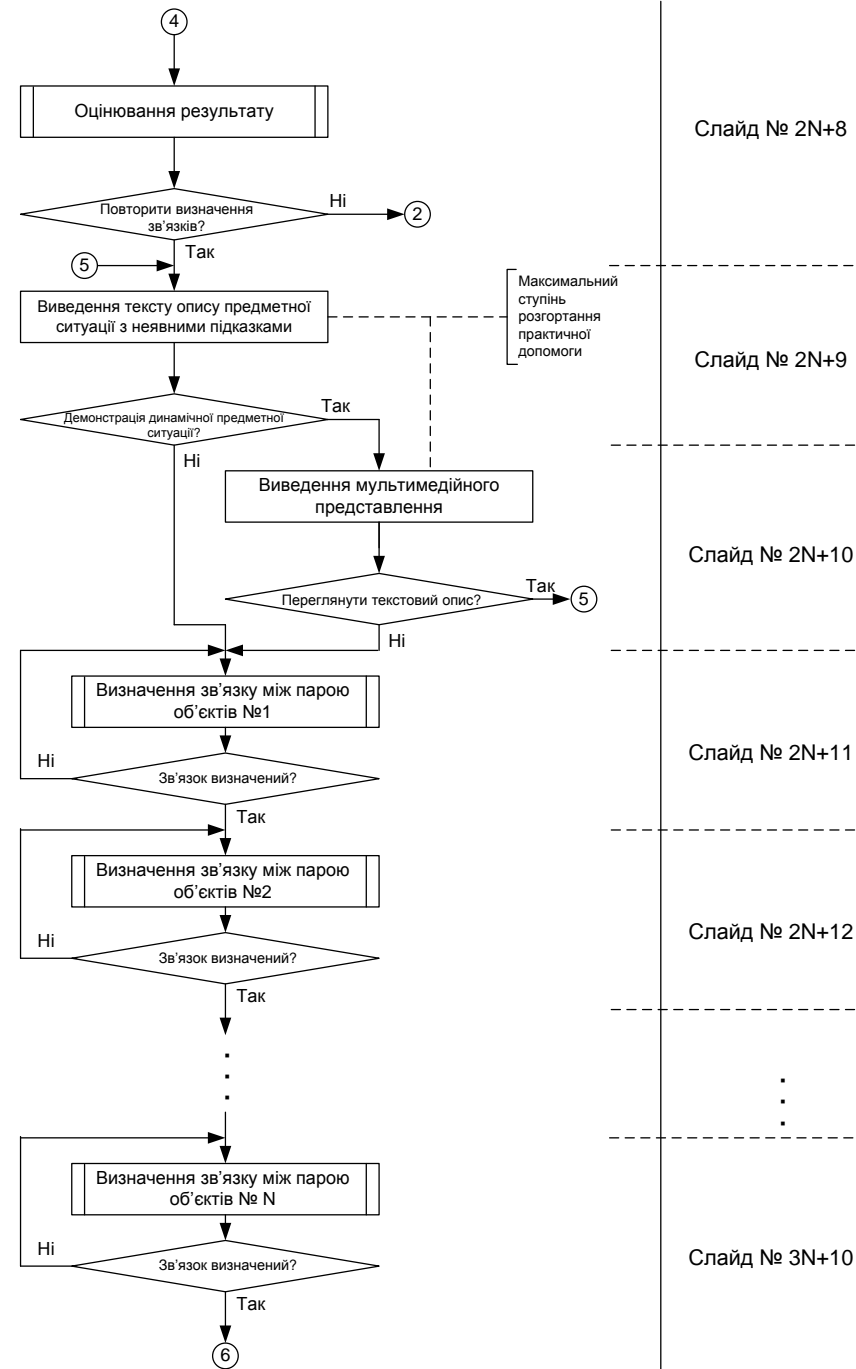 4
Оцінювання результату
Слайд № 2N+8
Повторити визначення
зв’язків?
Ні
2
Так
5
Виведення тексту опису предметної
ситуації з неявними підказками
Максимальний
ступінь
розгортання
практичної
допомоги
Слайд № 2N+9
Демонстрація динамічної предметної
ситуації?
Так
Ні
Виведення мультимедійного
представлення
Слайд № 2N+10
Переглянути текстовий опис?
Так
5
Ні
Визначення зв’язку між парою
об’єктів №1
Слайд № 2N+11
Ні
Зв’язок визначений?
Так
Визначення зв’язку між парою
об’єктів №2
Слайд № 2N+12
Ні
Зв’язок визначений?
Так
Визначення зв’язку між парою
об’єктів № N
Слайд № 3N+10
Ні
Зв’язок визначений?
Так
6